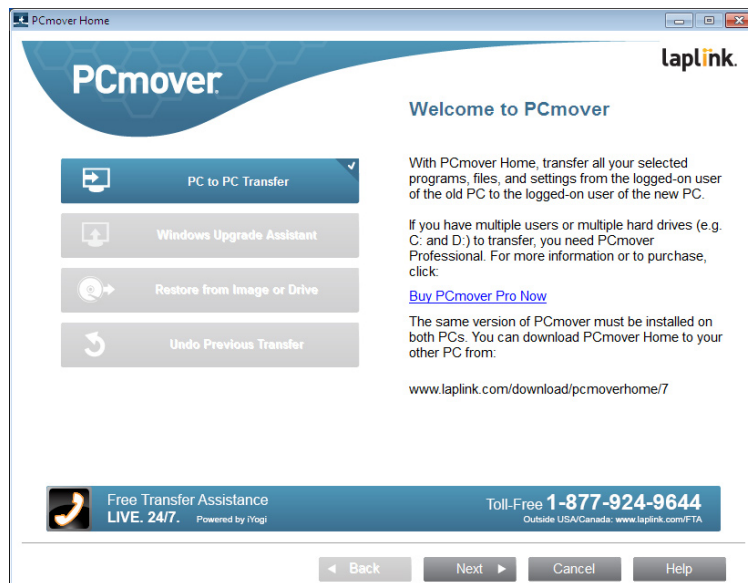 PCmover Home
laplink.
PCmover
Welcome to PCmover
PC to PC Transfer
Windows Upgrade Assistant
Restore from Image or Drive
Undo Previous Transfer
With PCmover Home, transfer all your selected
programs, files, and settings from the logged-on user
of the old PC to the logged-on user of the new PC.
If you have multiple users or multiple hard drives (e.g.
C: and D:) to transfer, you need PCmover
Professional. For more information or to purchase,
click:
Buy PCmover Pro Now
The same version of PCmover must be installed on
both PCs. You can download PCmover Home to your
other PC from:
www.laplink.com/download/pcmoverhome/7
Free Transfer Assistance
LIVE. 24/7. Powered by iYogi
Toll-Free 1-877-924-9644
Outside USA/Canada: www.laplink.com/FTA
Back
Next
Cancel
Help